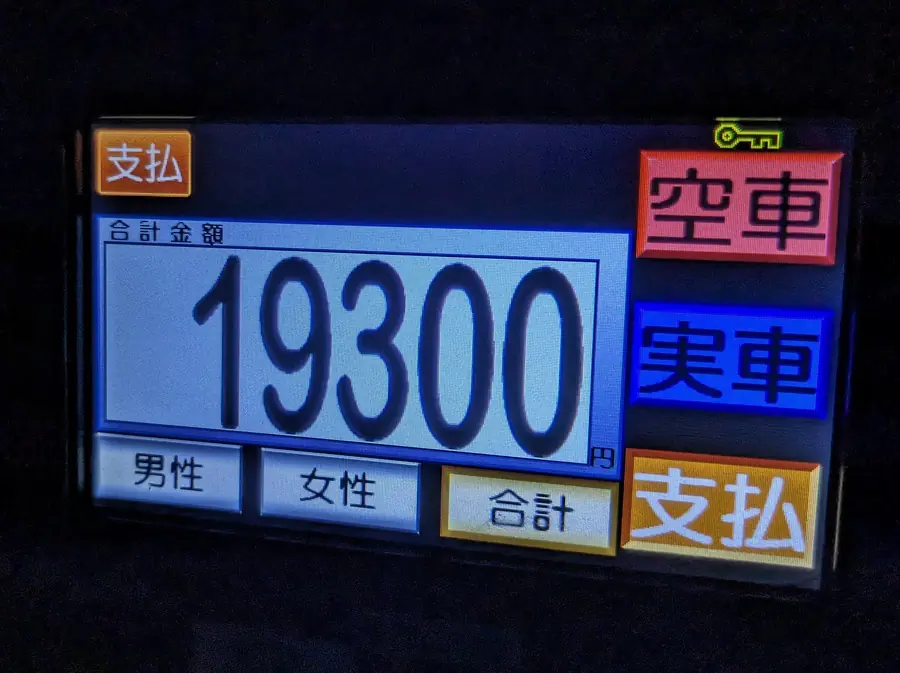 支払
空車
合計金額
19300
円
実車
男性
女性
合計
支払